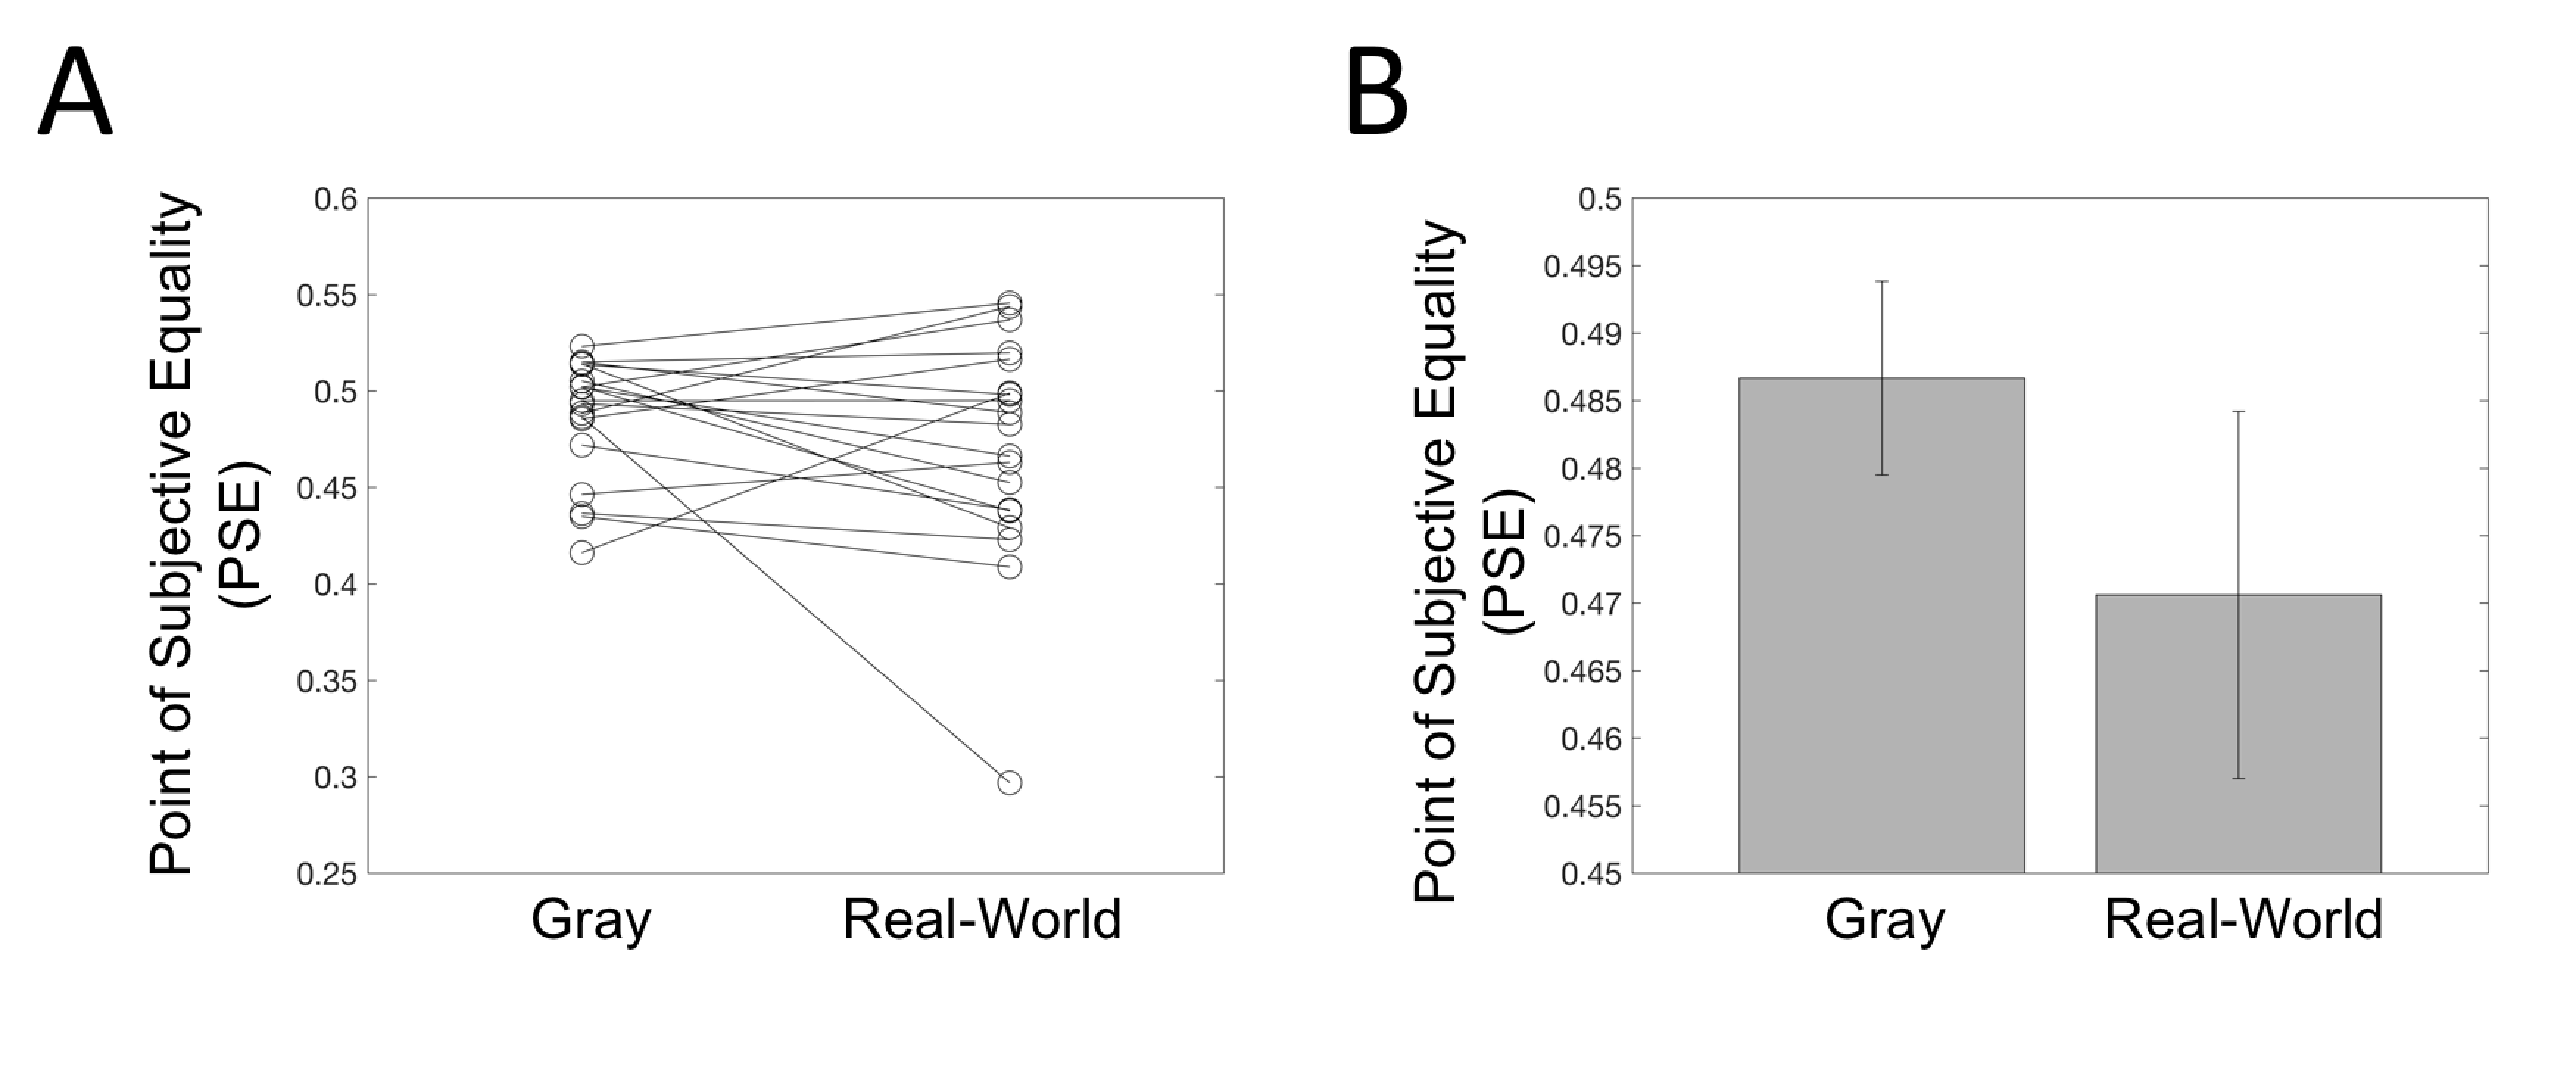 A
B
Point of Subjective Equality
(PSE)
0.6
0.55
0.5
0.45
0.4
0.35
0.3
0.25
Gray
Real-World
Point of Subjective Equality
(PSE)
0.5
0.495
0.49
0.485
0.48
0.475
0.47
0.465
0.46
0.455
0.45
Gray
Real-World